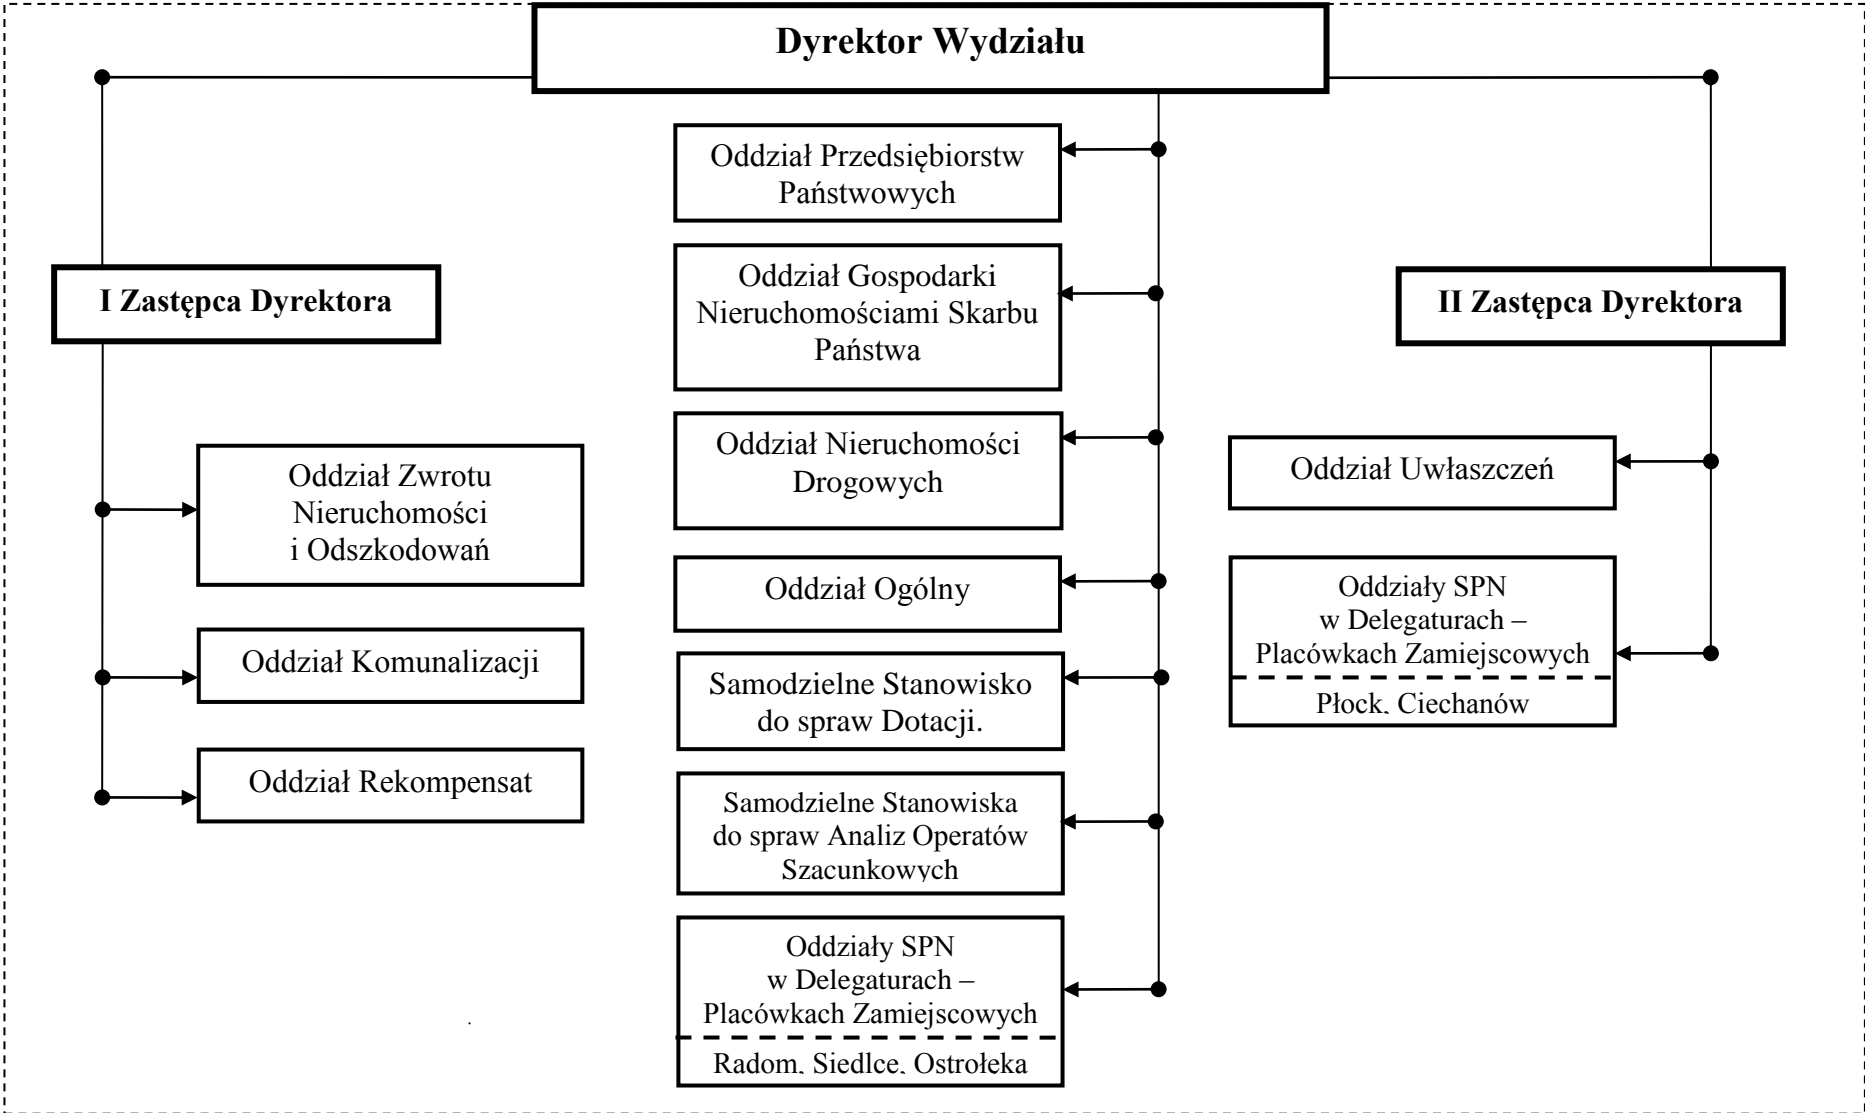 Dyrektor Wydziału
I Zastępca Dyrektora
Oddział Zwrotu
Nieruchomości
i Odszkodowań
Oddział Komunalizacji
Oddział Rekompensat
Oddział Przedsiębiorstw
Państwowych
Oddział Gospodarki
Nieruchomościami Skarbu
Państwa
Oddział Nieruchomości
Drogowych
Oddział Ogólny
Samodzielne Stanowisko
do spraw Dotacji.
Samodzielne Stanowiska
do spraw Analiz Operatów
Szacunkowych
Oddziały SPN
w Delegaturach –
Placówkach Zamiejscowych
Radom, Siedlce, Ostrołęka
II Zastępca Dyrektora
Oddział Uwłaszczeń
Oddziały SPN
w Delegaturach –
Placówkach Zamiejscowych
Płock, Ciechanów